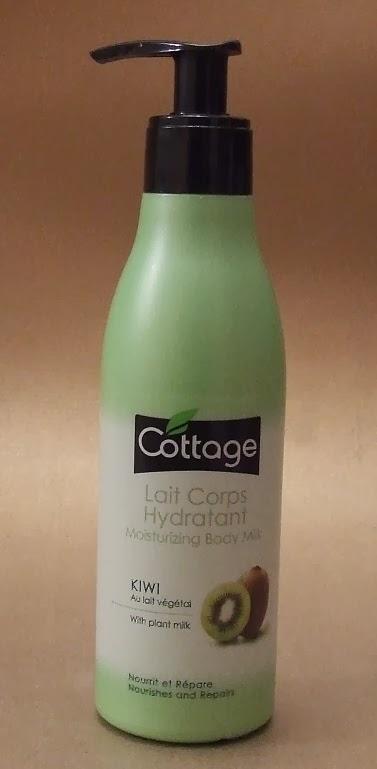 Cottage
Lait Corps
Hydratant
Moisturizing Body Milk
KIWI
Au lait végétal
With plant milk
Nourrit et Répare
Nourishes and Repairs